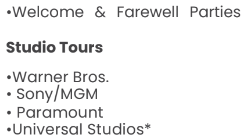 •Welcome & Farewell Parties
Studio Tours
•Warner Bros.
• Sony/MGM
• Paramount
•Universal Studios*